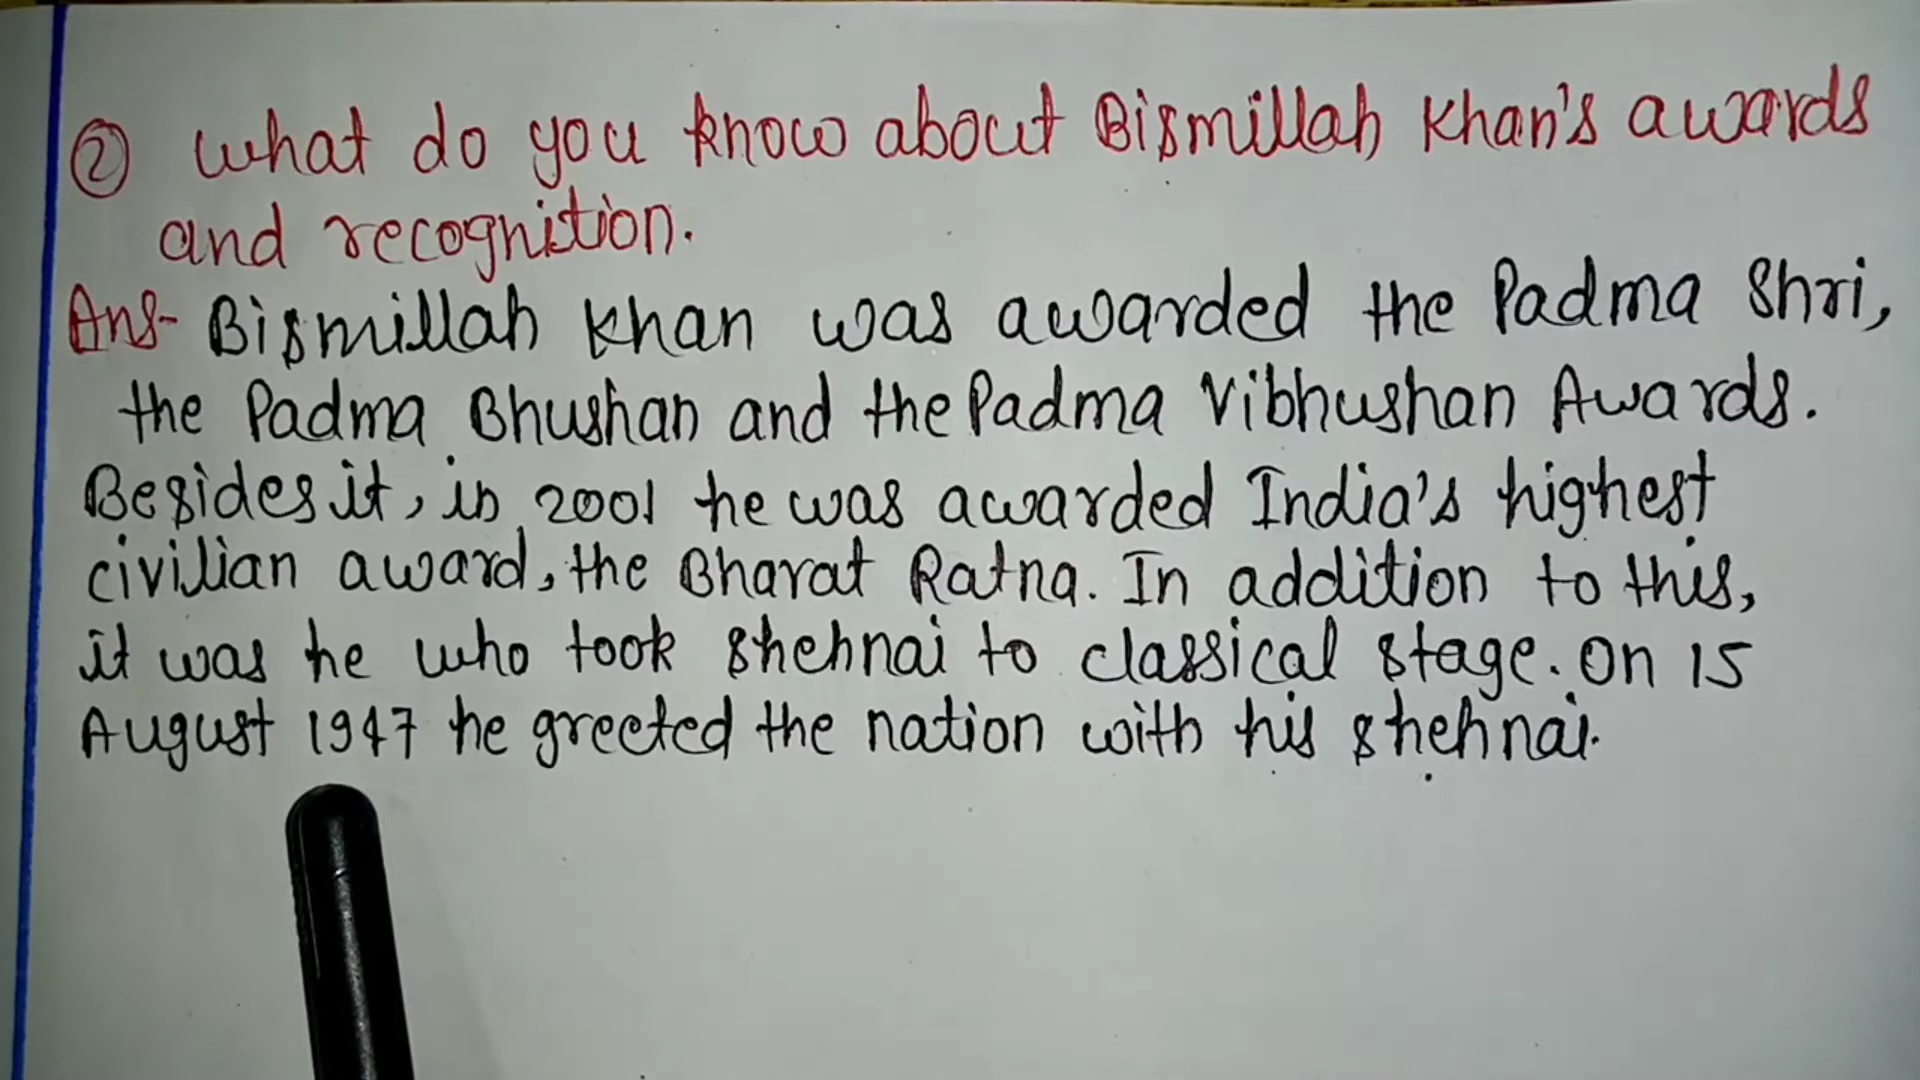 ② What do you know about Bismillah Khan's awards
and recognition.
Ans- Bismillah Khan was awarded the Padma Shri,
the Padma Bhushan and the Padma Vibhushan Awards.
Besides it, in 2001 he was awarded India's highest
civilian award, the Bharat Ratna. In addition to this,
it was he who took shehnai to classical stage. On 15
August 1947 he greeted the nation with his shehnai.